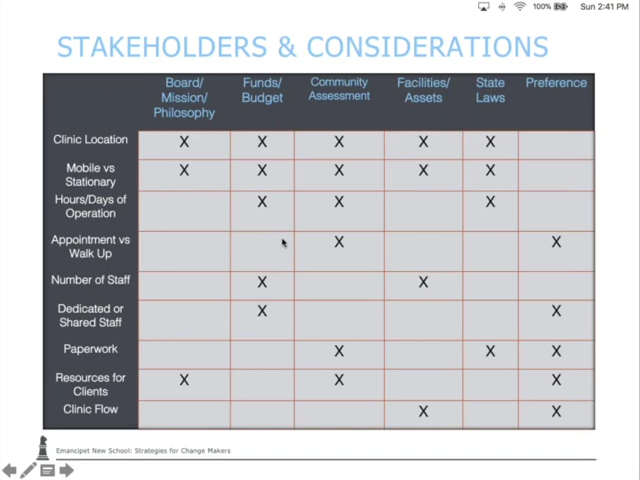 100% Sun 2:41 PM
STAKEHOLDERS & CONSIDERATIONS
Board/ Funds/ Community Facilities/ State Preference
Mission/ Budget Assessment Assets Laws
Philosophy
Clinic Location X X X X X
Mobile vs X X X X X
Stationary
Hours/Days of X X X
Operation
Appointment vs X X
Walk Up
Number of Staff X X
Dedicated or X X
Shared Staff
Paperwork X X X
Resources for X X X
Clients
Clinic Flow X X
Emancipet New School: Strategies for Change Makers